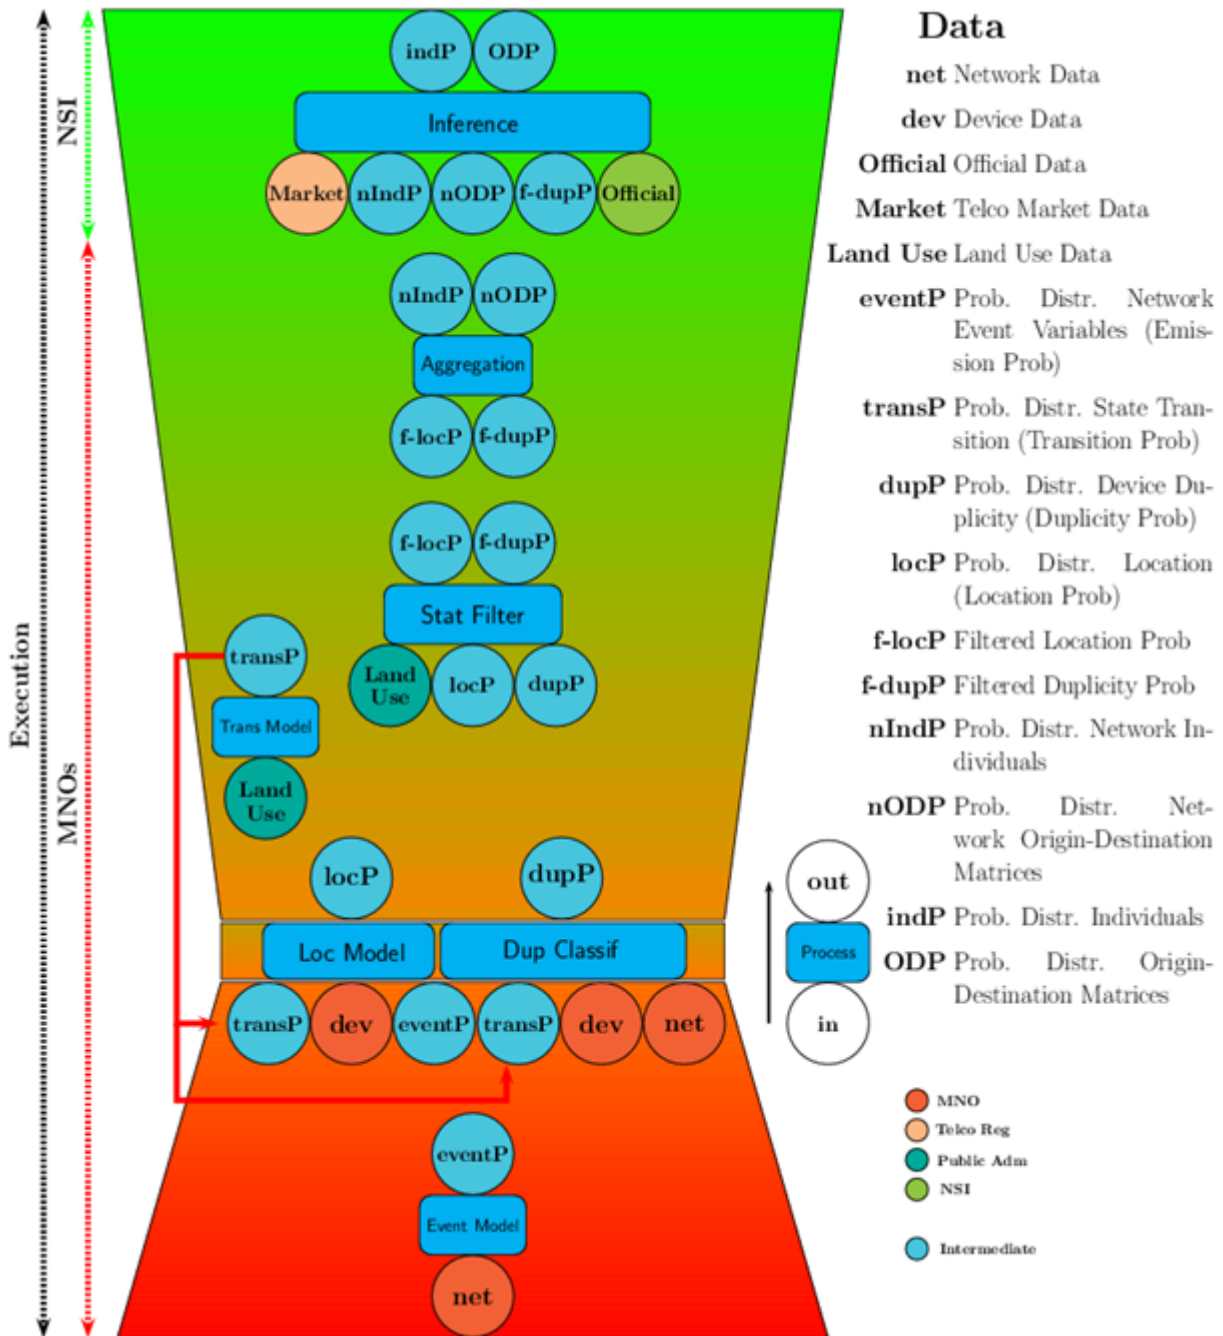 Execution
NSI
MNOs
indP ODP
Inference
Market nIndP nODP f-dupP Official
nIndP nODP
Aggregation
f-locP f-dupP
f-locP f-dupP
Stat Filter
Land
Use
locP dupP
transP
Trans Model
Land
Use
locP dupP
Loc Model Dup Classif
transP dev eventP transP dev net
eventP
Event Model
net
Data
net Network Data
dev Device Data
Official Official Data
Market Telco Market Data
Land Use Land Use Data
eventP Prob. Distr. Network
Event Variables (Emis-
sion Prob)
transP Prob. Distr. State Tran-
sition (Transition Prob)
dupP Prob. Distr. Device Du-
plicity (Duplicity Prob)
locP Prob. Distr. Location
(Location Prob)
f-locP Filtered Location Prob
f-dupP Filtered Duplicity Prob
nIndP Prob. Distr. Network In-
dividuals
nODP Prob. Distr. Net-
work Origin-Destination
Matrices
indP Prob. Distr. Individuals
ODP Prob. Distr. Origin-
Destination Matrices
out
Process
in
MNO
Telco Reg
Public Adm
NSI
Intermediate